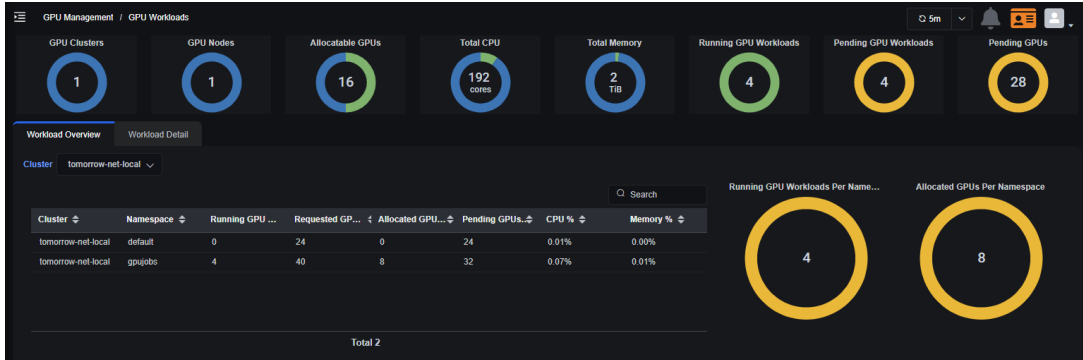 GPU Management / GPU Workloads
5m
GPU Clusters
1
GPU Nodes
1
Allocatable GPUs
16
Total CPU
192
cores
Total Memory
2
TiB
Running GPU Workloads
4
Pending GPU Workloads
4
Pending GPUs
28
Workload Overview Workload Detail
Cluster tomorrow-net-local
Search
Cluster Namespace Running GPU ... Requested GP... Allocated GPU... Pending GPUs.. CPU % Memory %
tomorrow-net-local default 0 24 0 24 0.01% 0.00%
tomorrow-net-local gpujobs 4 40 8 32 0.07% 0.01%
Total 2
Running GPU Workloads Per Name...
4
Allocated GPUs Per Namespace
8